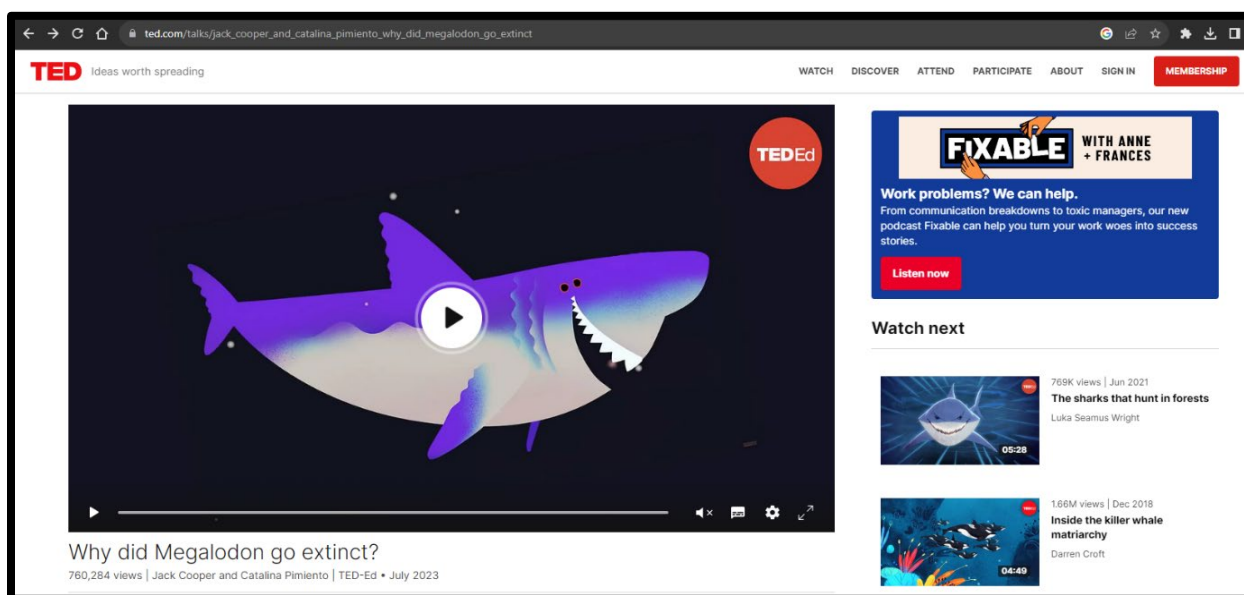 ted.com/talks/jack_cooper_and_catalina_pimiento_why_did_megalodon_go_extinct
TED Ideas worth spreading
WATCH DISCOVER ATTEND PARTICIPATE ABOUT SIGN IN MEMBERSHIP
TEDEd
FIXABLE
WITH ANNE
+ FRANCES
Work problems? We can help.
From communication breakdowns to toxic managers, our new
podcast Fixable can help you turn your work woes into success
stories.
Listen now
Watch next
769K views | Jun 2021
The sharks that hunt in forests
Luka Seamus Wright
05:28
1.66M views | Dec 2018
Inside the killer whale
matriarchy
Darren Croft
04:49
Why did Megalodon go extinct?
760,284 views | Jack Cooper and Catalina Pimiento | TED-Ed • July 2023